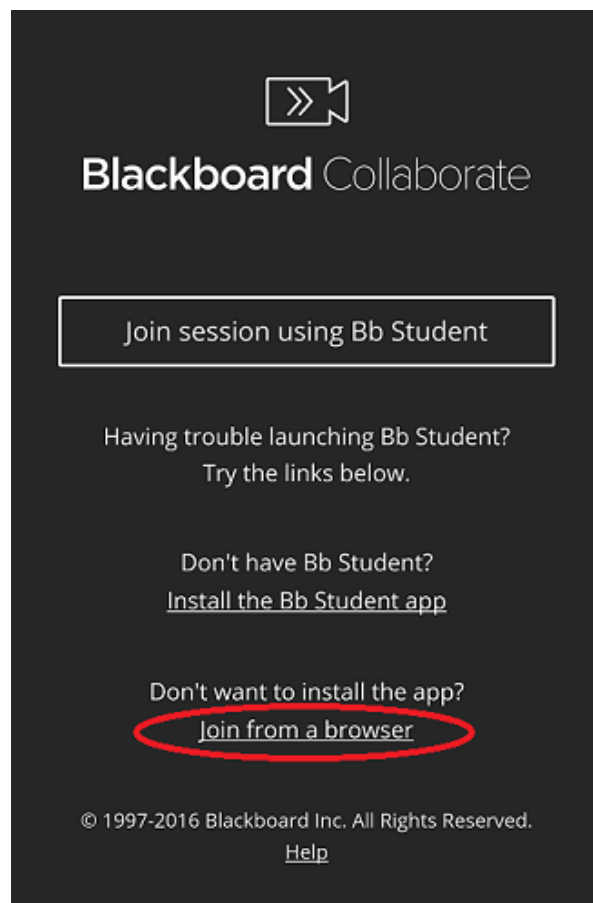 Blackboard Collaborate
Join session using Bb Student
Having trouble launching Bb Student?
Try the links below.
Don't have Bb Student?
Install the Bb Student app
Don't want to install the app?
Join from a browser
© 1997-2016 Blackboard Inc. All Rights Reserved.
Help